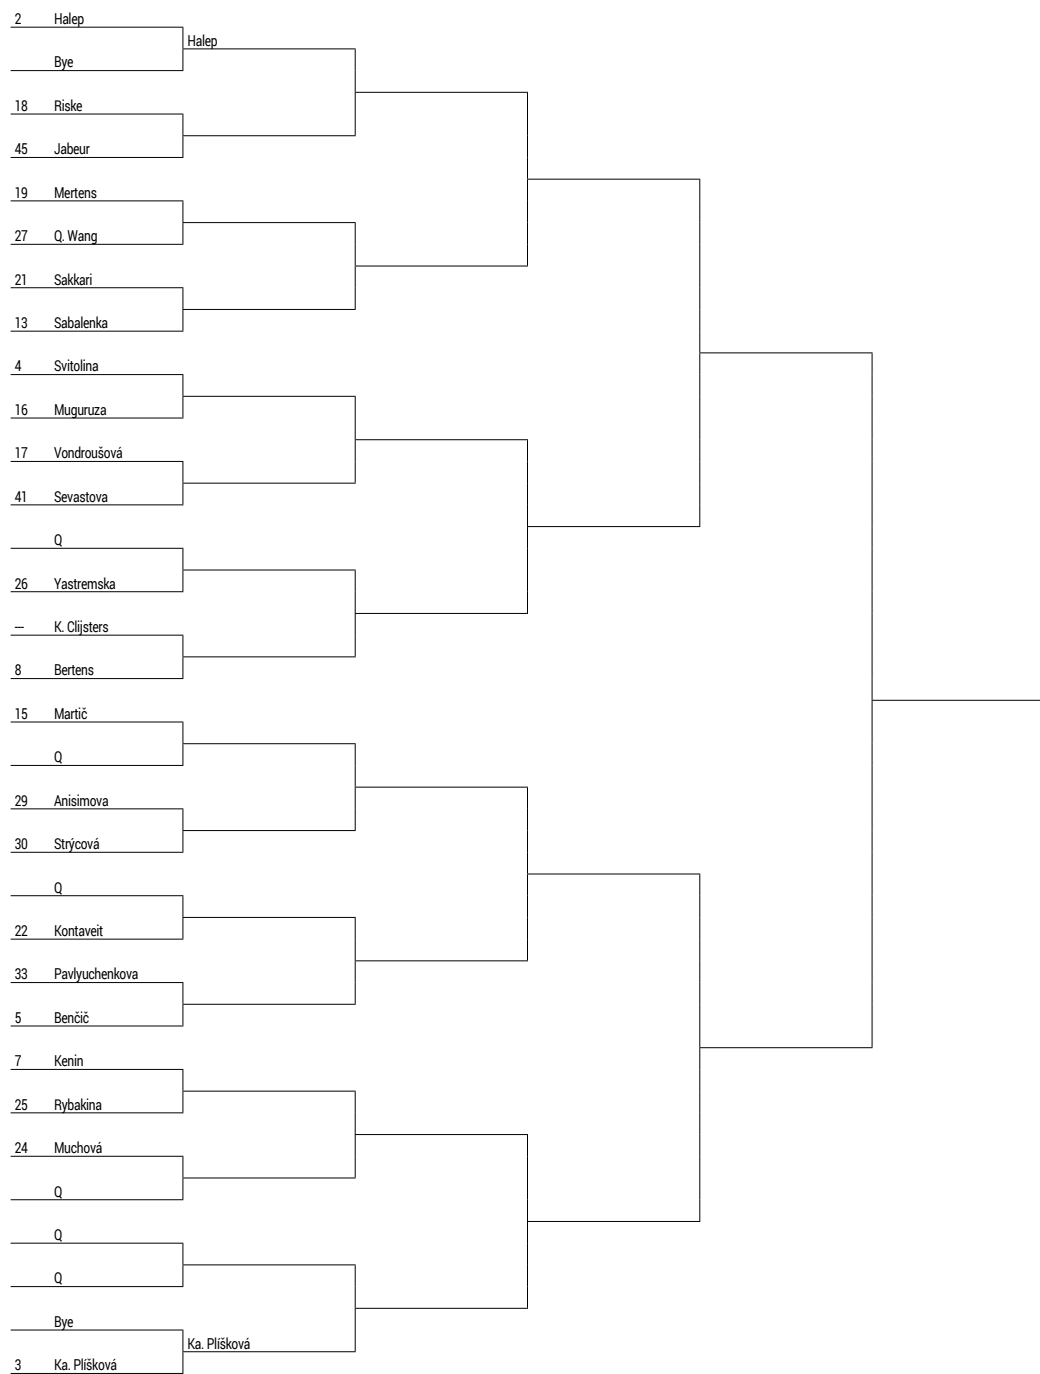 2 Halep
Halep
Bye
18 Riske
45 Jabeur
19 Mertens
27 Q. Wang
21 Sakkari
13 Sabalenka
4 Svitolina
16 Muguruza
17 Vondroušová
41 Sevastova
Q
26 Yastremska
— K. Clijsters
8 Bertens
15 Martič
Q
29 Anisimova
30 Strýcová
Q
22 Kontaveit
33 Pavlyuchenkova
5 Benčič
7 Kenin
25 Rybakina
24 Muchová
Q
Q
Q
Bye
Ka. Plíšková
3 Ka. Plíšková